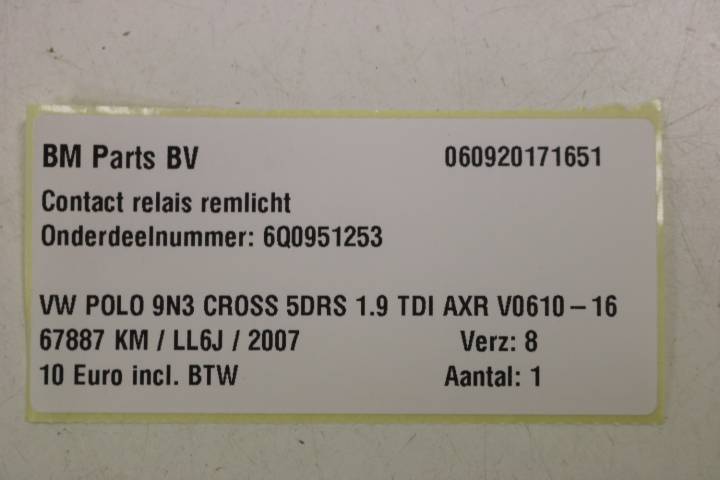 BM Parts BV 060920171651
Contact relais remlicht
Onderdeelnummer: 6Q0951253
VW POLO 9N3 CROSS 5DRS 1.9 TDI AXR V0610-16
67887 KM / LL6J / 2007 Verz: 8
10 Euro incl. BTW Aantal: 1